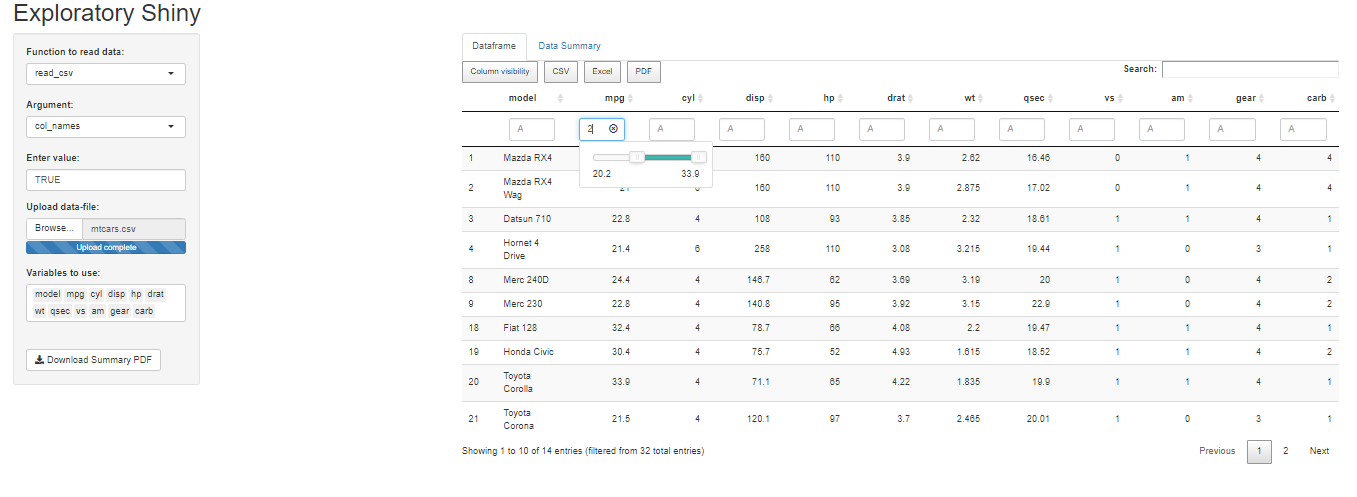 Exploratory Shiny
Function to read data:
read_csv
Argument:
col_names
Enter value:
TRUE
Upload data-file:
Browse... mtcars.csv
Upload complete
Variables to use:
model mpg cyl disp hp drat
wt qsec vs am gear carb
Download Summary PDF
Dataframe Data Summary
Column visibility CSV Excel PDF Search:
model mpg cyl disp hp drat wt qsec vs am gear carb
A 2 A A A A A A A A A A
20.2 33.9
1 Mazda RX4 160 110 3.9 2.62 16.46 0 1 4 4
2 Mazda RX4 Wag 21 160 110 3.9 2.875 17.02 0 1 4 4
3 Datsun 710 22.8 4 108 93 3.85 2.32 18.61 1 1 4 1
4 Hornet 4 Drive 21.4 6 258 110 3.08 3.215 19.44 1 0 3 1
8 Merc 240D 24.4 4 146.7 62 3.69 3.19 20 1 0 4 2
9 Merc 230 22.8 4 140.8 95 3.92 3.15 22.9 1 0 4 2
18 Fiat 128 32.4 4 78.7 66 4.08 2.2 19.47 1 1 4 1
19 Honda Civic 30.4 4 75.7 52 4.93 1.615 18.52 1 1 4 2
20 Toyota Corolla 33.9 4 71.1 65 4.22 1.835 19.9 1 1 4 1
21 Toyota Corona 21.5 4 120.1 97 3.7 2.465 20.01 1 0 3 1
Showing 1 to 10 of 14 entries (filtered from 32 total entries) Previous 1 2 Next